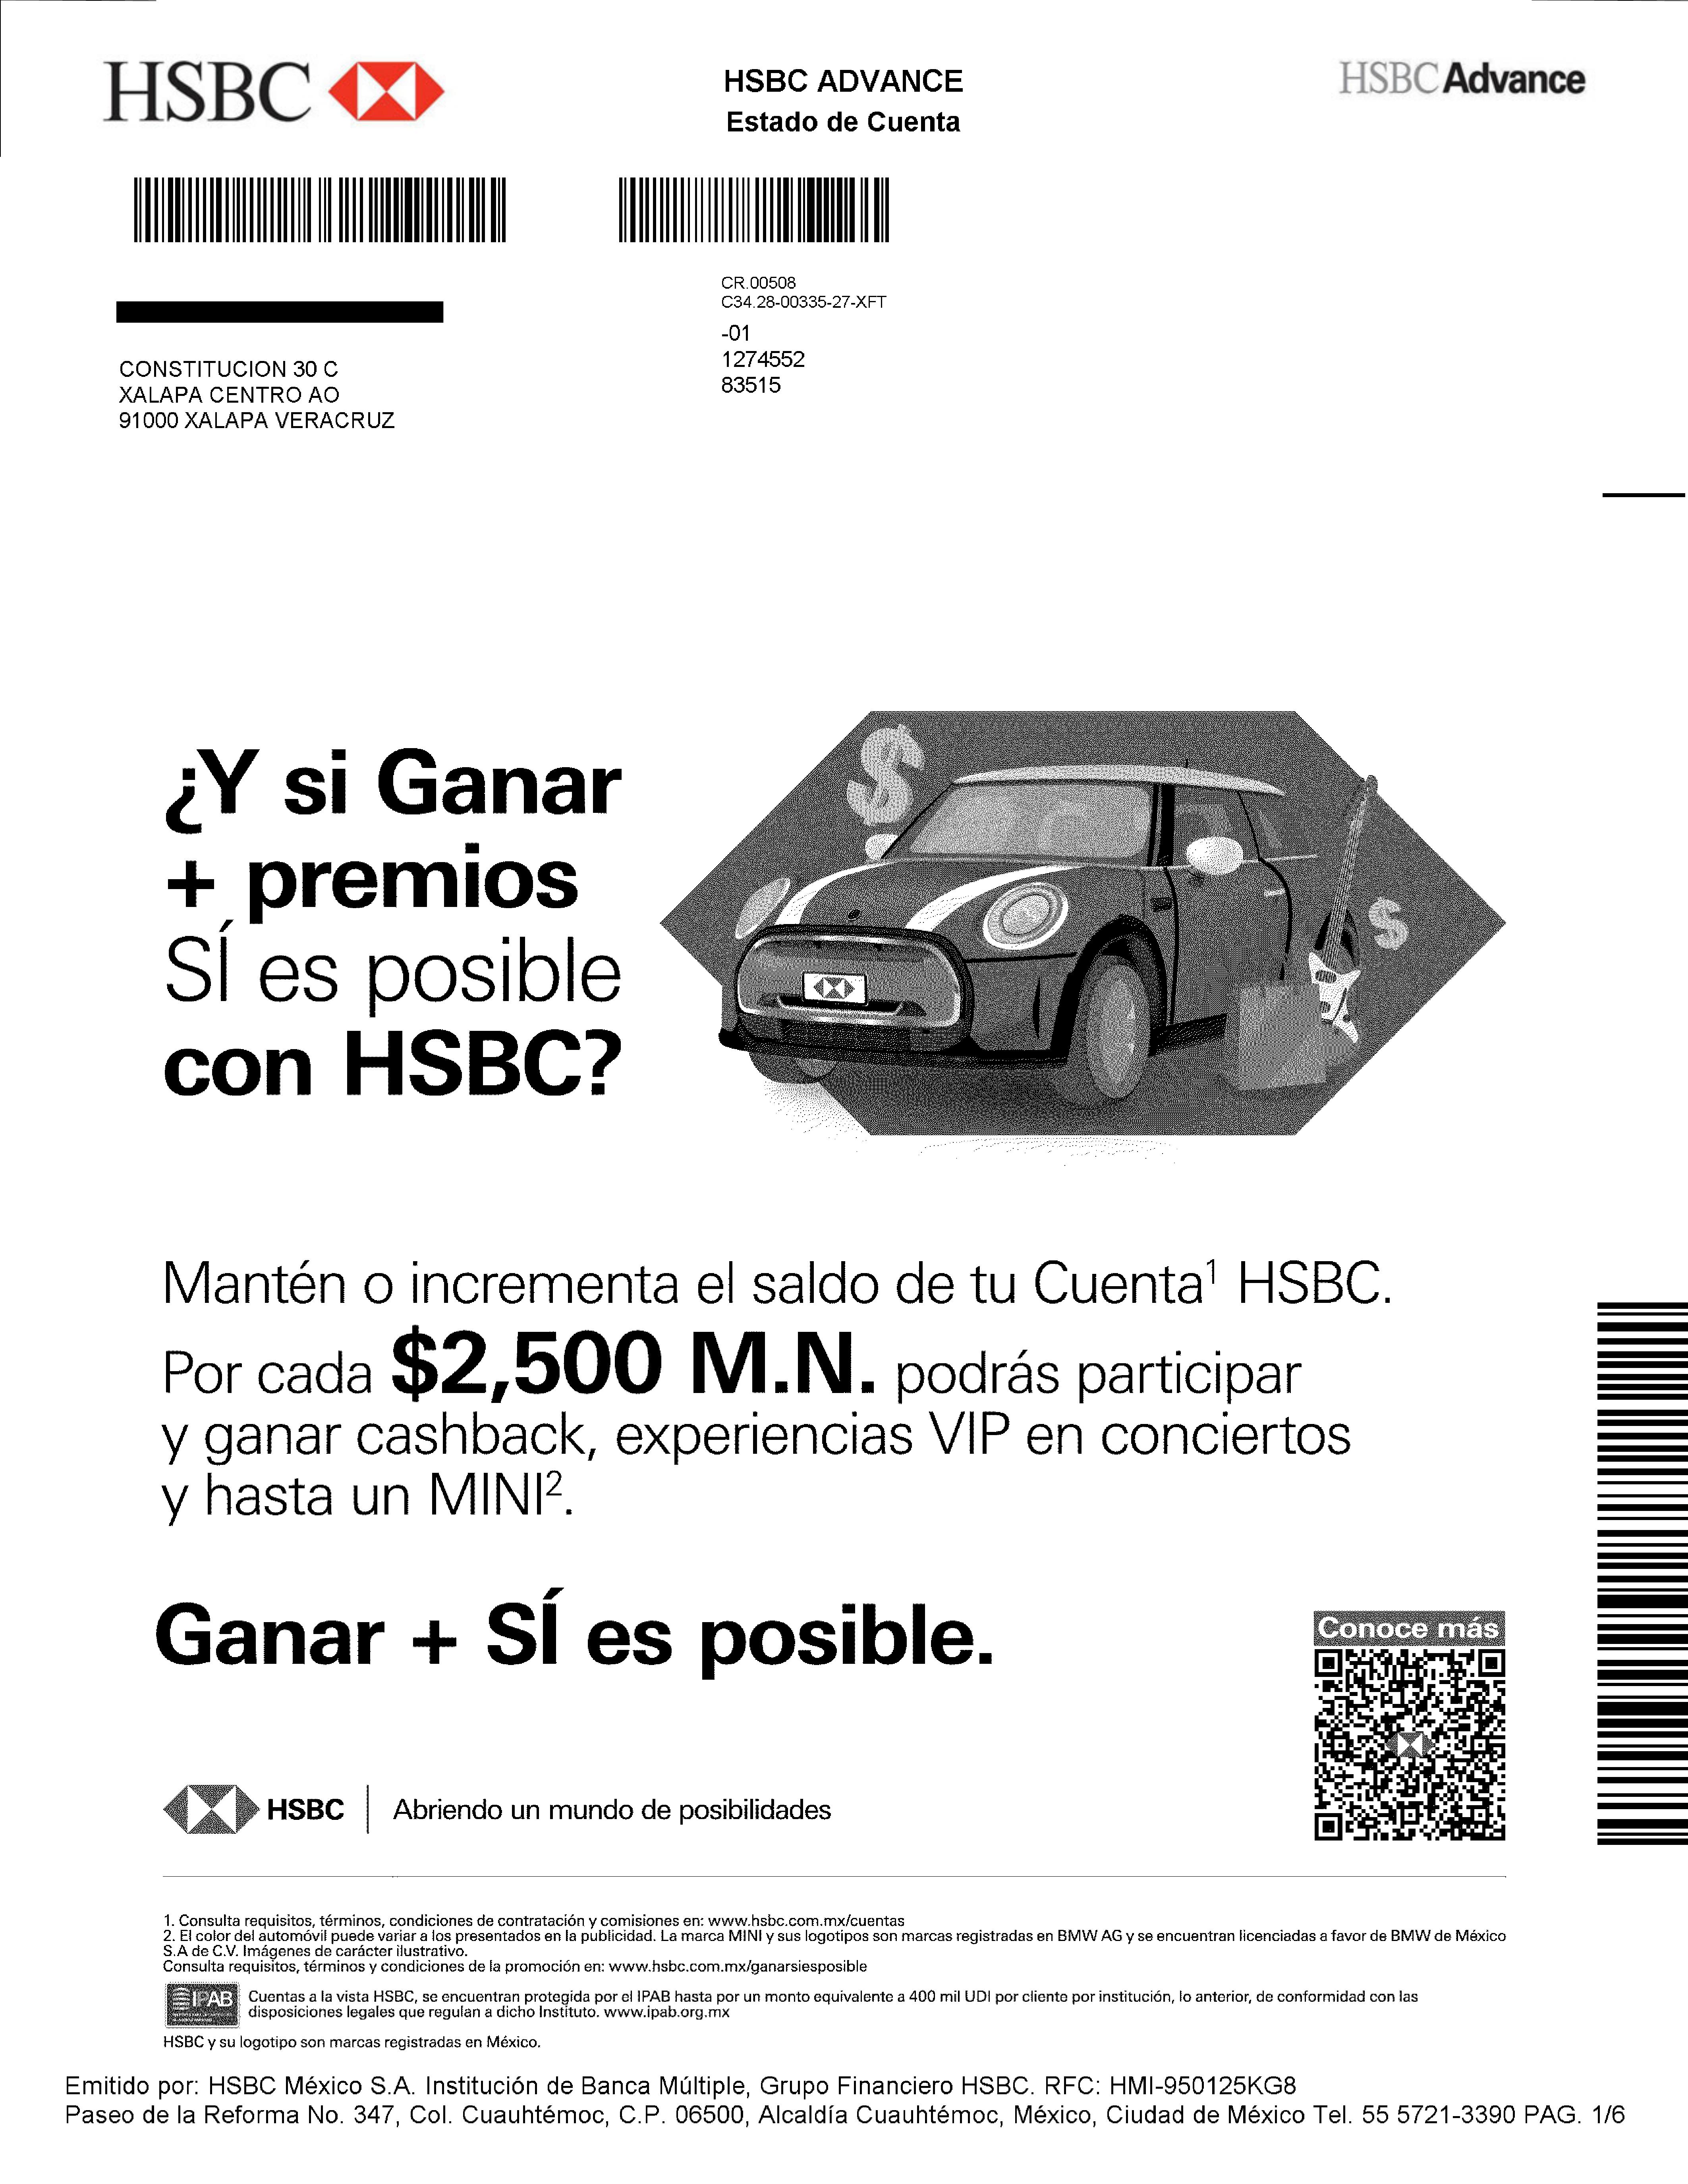 HSBC
HSBC ADVANCE
Estado de Cuenta
HSBC Advance
CR.00508
C34.28-00335-27-XFT
-01
1274552
83515
CONSTITUCION 30 C
XALAPA CENTRO AO
91000 XALAPA VERACRUZ
¿Y si Ganar
+ premios
SÍ es posible
con HSBC?
$
$
Mantén o incrementa el saldo de tu Cuenta¹ HSBC.
Por cada $2,500 M.N. podrás participar
y ganar cashback, experiencias VIP en conciertos
y hasta un MINI².
Ganar + SÍ es posible.
Conoce más
HSBC | Abriendo un mundo de posibilidades
1. Consulta requisitos, términos, condiciones de contratación y comisiones en: www.hsbc.com.mx/cuentas
2. El color del automóvil puede variar a los presentados en la publicidad. La marca MINI y sus logotipos son marcas registradas en BMW AG y se encuentran licenciadas a favor de BMW de México
S.A de C.V. Imágenes de carácter ilustrativo.
Consulta requisitos, términos y condiciones de la promoción en: www.hsbc.com.mx/ganarsiesposible
IPAB
Cuentas a la vista HSBC, se encuentran protegida por el IPAB hasta por un monto equivalente a 400 mil UDI por cliente por institución, lo anterior, de conformidad con las
disposiciones legales que regulan a dicho Instituto. www.ipab.org.mx
HSBC y su logotipo son marcas registradas en México.
Emitido por: HSBC México S.A. Institución de Banca Múltiple, Grupo Financiero HSBC. RFC: HMI-950125KG8
Paseo de la Reforma No. 347, Col. Cuauhtémoc, C.P. 06500, Alcaldía Cuauhtémoc, México, Ciudad de México Tel. 55 5721-3390 PAG. 1/6